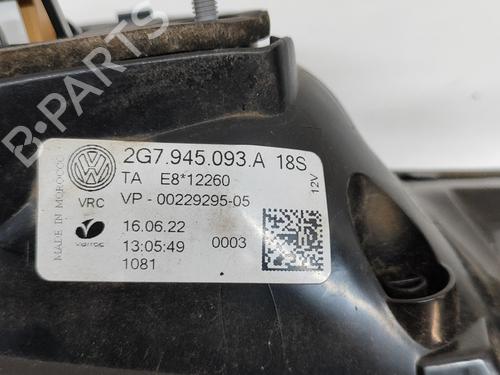 B-PARTS
2G7.945.093.A 18S
TA E8*12260
12V
VRC VP - 00229295-05
MADE IN MOROCCO
16.06.22
varroc
13:05:49 0003
1081